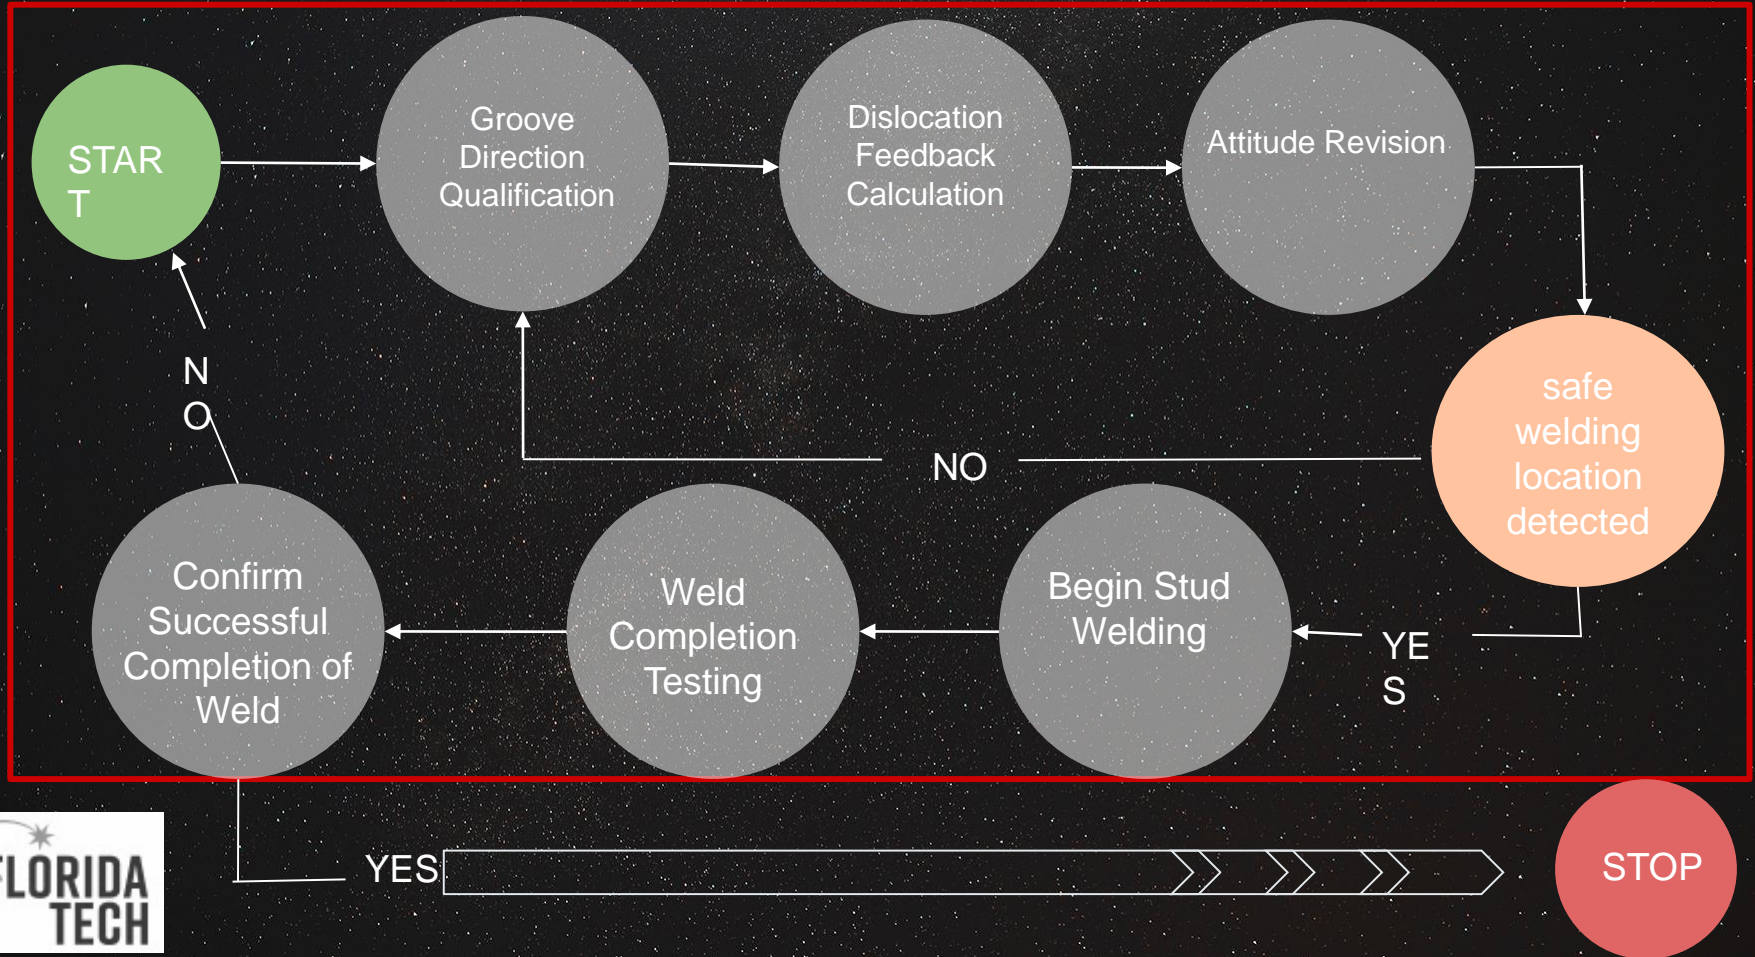 STAR
T
Groove
Direction
Qualification
Dislocation
Feedback
Calculation
Attitude Revision
safe
welding
location
detected
N
O
NO
YE
S
Begin Stud
Welding
Weld
Completion
Testing
Confirm
Successful
Completion of
Weld
YES
STOP
FLORIDA
TECH